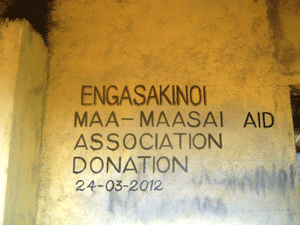 ENGASAKINOI
MAA-MAASAI AID
ASSOCIATION
DONATION
24-03-2012